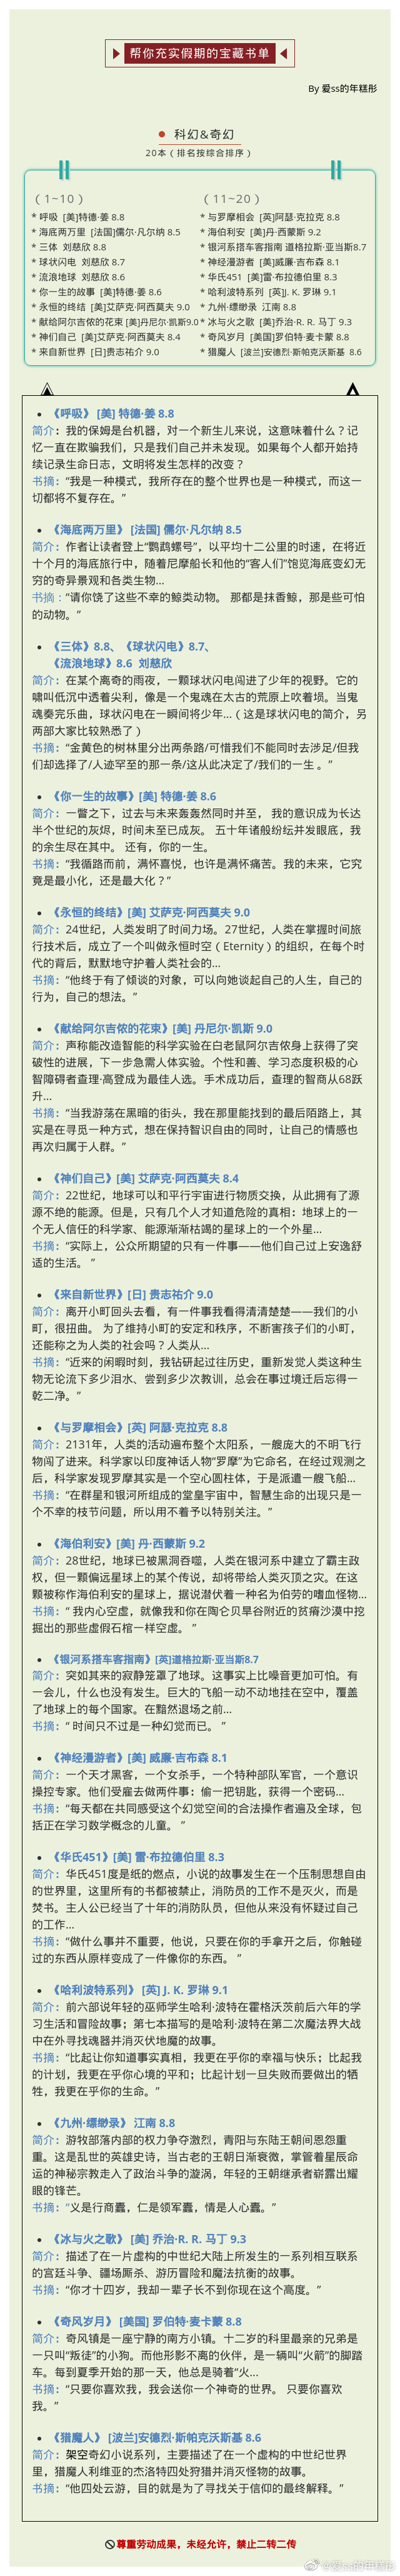 帮你充实假期的宝藏书单
By 爱ss的年糕彤
科幻&奇幻
20本（排名按综合排序）
（1~10）
* 呼吸 [美]特德·姜 8.8
* 海底两万里 [法国]儒尔·凡尔纳 8.5
* 三体 刘慈欣 8.8
* 球状闪电 刘慈欣 8.7
* 流浪地球 刘慈欣 8.6
* 你一生的故事 [美]特德·姜 8.6
* 永恒的终结 [美]艾萨克·阿西莫夫 9.0
* 献给阿尔吉侬的花束 [美]丹尼尔·凯斯9.0
* 神们自己 [美]艾萨克·阿西莫夫 8.4
* 来自新世界 [日]贵志祐介 9.0
（11~20）
* 与罗摩相会 [英]阿瑟·克拉克 8.8
* 海伯利安 [美]丹·西蒙斯 9.2
* 银河系搭车客指南 道格拉斯·亚当斯8.7
* 神经漫游者 [美]威廉·吉布森 8.1
* 华氏451 [美]雷·布拉德伯里 8.3
* 哈利波特系列 [英]J. K. 罗琳 9.1
* 九州·缥缈录 江南 8.8
* 冰与火之歌 [美]乔治·R. R. 马丁 9.3
* 奇风岁月 [美国]罗伯特·麦卡蒙 8.8
* 猎魔人 [波兰]安德烈·斯帕克沃斯基 8.6
《呼吸》 [美] 特德·姜 8.8
简介：我的保姆是台机器，对一个新生儿来说，这意味着什么？记
忆一直在欺骗我们，只是我们自己并未发现。如果每个人都开始持
续记录生命日志，文明将发生怎样的改变？
书摘：“我是一种模式，我所存在的整个世界也是一种模式，而这一
切都将不复存在。”
《海底两万里》 [法国] 儒尔·凡尔纳 8.5
简介：作者让读者登上“鹦鹉螺号”，以平均十二公里的时速，在将近
十个月的海底旅行中，随着尼摩船长和他的“客人们”饱览海底变幻无
穷的奇异景观和各类生物...
书摘：“请你饶了这些不幸的鲸类动物。 那都是抹香鲸，那是些可怕
的动物。”
《三体》8.8、《球状闪电》8.7、
《流浪地球》8.6 刘慈欣
简介：在某个离奇的雨夜，一颗球状闪电闯进了少年的视野。它的
啸叫低沉中透着尖利，像是一个鬼魂在太古的荒原上吹着埙。当鬼
魂奏完乐曲，球状闪电在一瞬间将少年...（这是球状闪电的简介，另
两部大家比较熟悉了）
书摘：“金黄色的树林里分出两条路/可惜我们不能同时去涉足/但我
们却选择了/人迹罕至的那一条/这从此决定了/我们的一生 。”
《你一生的故事》[美] 特德·姜 8.6
简介：一瞥之下，过去与未来轰轰然同时并至， 我的意识成为长达
半个世纪的灰烬，时间未至已成灰。 五十年诸般纷纭并发眼底，我
的余生尽在其中。 还有，你的一生。
书摘：“我循路而前，满怀喜悦，也许是满怀痛苦。我的未来，它究
竟是最小化，还是最大化？”
《永恒的终结》[美] 艾萨克·阿西莫夫 9.0
简介：24世纪，人类发明了时间力场。27世纪，人类在掌握时间旅
行技术后，成立了一个叫做永恒时空（Eternity）的组织，在每个时
代的背后，默默地守护着人类社会的...
书摘：“他终于有了倾谈的对象，可以向她谈起自己的人生，自己的
行为，自己的想法。”
《献给阿尔吉侬的花束》[美] 丹尼尔·凯斯 9.0
简介：声称能改造智能的科学实验在白老鼠阿尔吉侬身上获得了突
破性的进展，下一步急需人体实验。个性和善、学习态度积极的心
智障碍者查理·高登成为最佳人选。手术成功后，查理的智商从68跃
升...
书摘：“当我游荡在黑暗的街头，我在那里能找到的最后陌路上，其
实是在寻觅一种方式，想在保持智识自由的同时，让自己的情感也
再次归属于人群。”
《神们自己》[美] 艾萨克·阿西莫夫 8.4
简介：22世纪，地球可以和平行宇宙进行物质交换，从此拥有了源
源不绝的能源。但是，只有几个人才知道危险的真相：地球上的一
个无人信任的科学家、能源渐渐枯竭的星球上的一个外星...
书摘：“实际上，公众所期望的只有一件事——他们自己过上安逸舒
适的生活。 ”
《来自新世界》[日] 贵志祐介 9.0
简介：离开小町回头去看，有一件事我看得清清楚楚——我们的小
町，很扭曲。 为了维持小町的安定和秩序，不断害孩子们的小町，
还能称之为人类的社会吗？人类从...
书摘：“近来的闲暇时刻，我钻研起过往历史，重新发觉人类这种生
物无论流下多少泪水、尝到多少次教训，总会在事过境迁后忘得一
乾二净。”
《与罗摩相会》[英] 阿瑟·克拉克 8.8
简介：2131年，人类的活动遍布整个太阳系，一艘庞大的不明飞行
物闯了进来。科学家以印度神话人物“罗摩”为它命名，在经过观测之
后，科学家发现罗摩其实是一个空心圆柱体，于是派遣一艘飞船...
书摘：“在群星和银河所组成的堂皇宇宙中，智慧生命的出现只是一
个不幸的枝节问题，所以用不着予以特别关注。”
《海伯利安》[美] 丹·西蒙斯 9.2
简介：28世纪，地球已被黑洞吞噬，人类在银河系中建立了霸主政
权，但一颗偏远星球上的某个传说，却将带给人类灭顶之灾。在这
颗被称作海伯利安的星球上，据说潜伏着一种名为伯劳的嗜血怪物...
书摘：“ 我内心空虚，就像我和你在陶仑贝旱谷附近的贫瘠沙漠中挖
掘出的那些虚假石棺一样空虚。 ”
《银河系搭车客指南》[英]道格拉斯·亚当斯8.7
简介：突如其来的寂静笼罩了地球。这事实上比噪音更加可怕。有
一会儿，什么也没有发生。巨大的飞船一动不动地挂在空中，覆盖
了地球上的每个国家。在黯然退场之前...
书摘：“ 时间只不过是一种幻觉而已。 ”
《神经漫游者》[美] 威廉·吉布森 8.1
简介：一个天才黑客，一个女杀手，一个特种部队军官，一个意识
操控专家。他们受雇去做两件事：偷一把钥匙，获得一个密码...
书摘：“每天都在共同感受这个幻觉空间的合法操作者遍及全球，包
括正在学习数学概念的儿童。 ”
《华氏451》[美] 雷·布拉德伯里 8.3
简介：华氏451度是纸的燃点，小说的故事发生在一个压制思想自由
的世界里，这里所有的书都被禁止，消防员的工作不是灭火，而是
焚书。主人公已经当了十年的消防队员，但他从来没有怀疑过自己
的工作...
书摘：“做什么事并不重要，他说，只要在你的手拿开之后，你触碰
过的东西从原样变成了一件像你的东西。 ”
《哈利波特系列》 [英] J. K. 罗琳 9.1
简介：前六部说年轻的巫师学生哈利·波特在霍格沃茨前后六年的学
习生活和冒险故事；第七本描写的是哈利·波特在第二次魔法界大战
中在外寻找魂器并消灭伏地魔的故事。
书摘：“比起让你知道事实真相，我更在乎你的幸福与快乐；比起我
的计划，我更在乎你心境的平和；比起计划一旦失败而要做出的牺
牲，我更在乎你的生命。”
《九州·缥缈录》 江南 8.8
简介：游牧部落内部的权力争夺激烈，青阳与东陆王朝间恩怨重
重。这是乱世的英雄史诗，当古老的王朝日渐衰微，掌管着星辰命
运的神秘宗教走入了政治斗争的漩涡，年轻的王朝继承者崭露出耀
眼的锋芒。
书摘：“义是行商蠹，仁是领军蠹，情是人心蠹。”
《冰与火之歌》 [美] 乔治·R. R. 马丁 9.3
简介：描述了在一片虚构的中世纪大陆上所发生的一系列相互联系
的宫廷斗争、疆场厮杀、游历冒险和魔法抗衡的故事。
书摘：“你才十四岁，我却一辈子长不到你现在这个高度。”
《奇风岁月》 [美国] 罗伯特·麦卡蒙 8.8
简介：奇风镇是一座宁静的南方小镇。十二岁的科里最亲的兄弟是
一只叫“叛徒”的小狗。而他形影不离的伙伴，是一辆叫“火箭”的脚踏
车。每到夏季开始的那一天，他总是骑着“火...
书摘：“只要你喜欢我，我会送你一个神奇的世界。 只要你喜欢
我。”
《猎魔人》 [波兰]安德烈·斯帕克沃斯基 8.6
简介：架空奇幻小说系列，主要描述了在一个虚构的中世纪世界
里，猎魔人利维亚的杰洛特四处狩猎并消灭怪物的故事。
书摘：“他四处云游，目的就是为了寻找关于信仰的最终解释。”
尊重劳动成果，未经允许，禁止二转二传
@爱ss的年糕彤